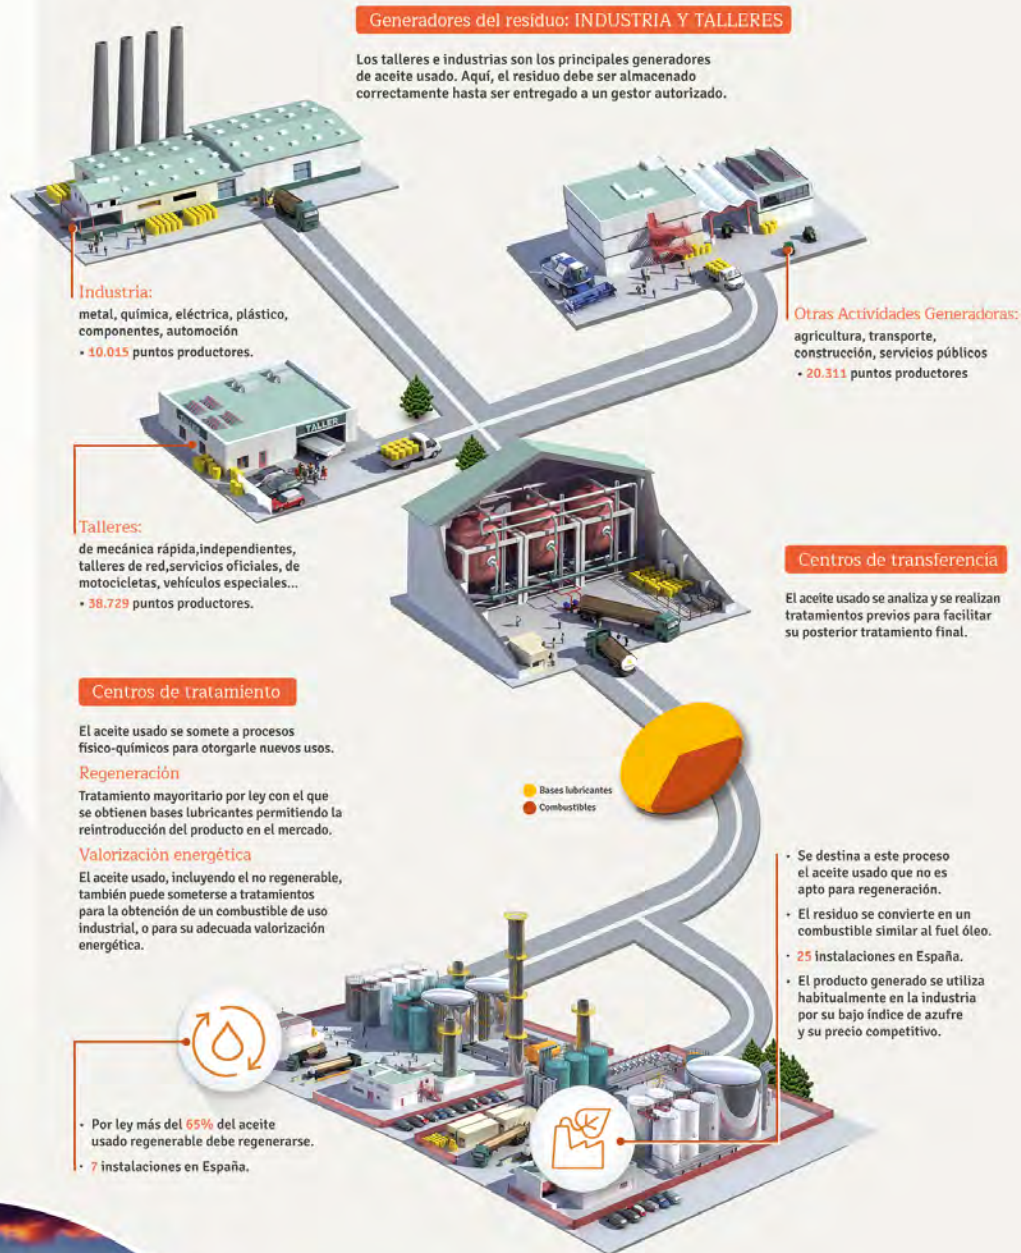 Generadores del resíduo: INDUSTRIA Y TALLERES
Los talleres e industrias son los principales generadores
de aceite usado. Aquí, el residuo debe ser almacenado
correctamente hasta ser entregado a un gestor autorizado.
Industria:
metal, química, eléctrica, plástico,
componentes, automoción
• 10.015 puntos productores.
Otras Actividades Generadoras:
agricultura, transporte,
construcción, servicios públicos
• 20.311 puntos productores
TALLER
Talleres:
de mecánica rápida,independientes,
talleres de red,servicios oficiales, de
motocicletas, vehículos especiales...
• 38.729 puntos productores.
Centros de transferencia
El aceite usado se analiza y se realizan
tratamientos previos para facilitar
su posterior tratamiento final.
Centros de tratamiento
El aceite usado se somete a procesos
físico-químicos para otorgarle nuevos usos.
Regeneración
Tratamiento mayoritario por ley con el que
se obtienen bases lubricantes permitiendo la
reintroducción del producto en el mercado.
Valorización energética
El aceite usado, incluyendo el no regenerable,
también puede someterse a tratamientos
para la obtención de un combustible de uso
industrial, o para su adecuada valorización
energética.
Bases lubricantes
Combustibles
• Se destina a este proceso
el aceite usado que no es
apto para regeneración.
• El residuo se convierte en un
combustible similar al fuel óleo.
• 25 instalaciones en España.
• El producto generado se utiliza
habitualmente en la industria
por su bajo índice de azufre
y su precio competitivo.
• Por ley más del 65% del aceite
usado regenerable debe regenerarse.
• 7 instalaciones en España.